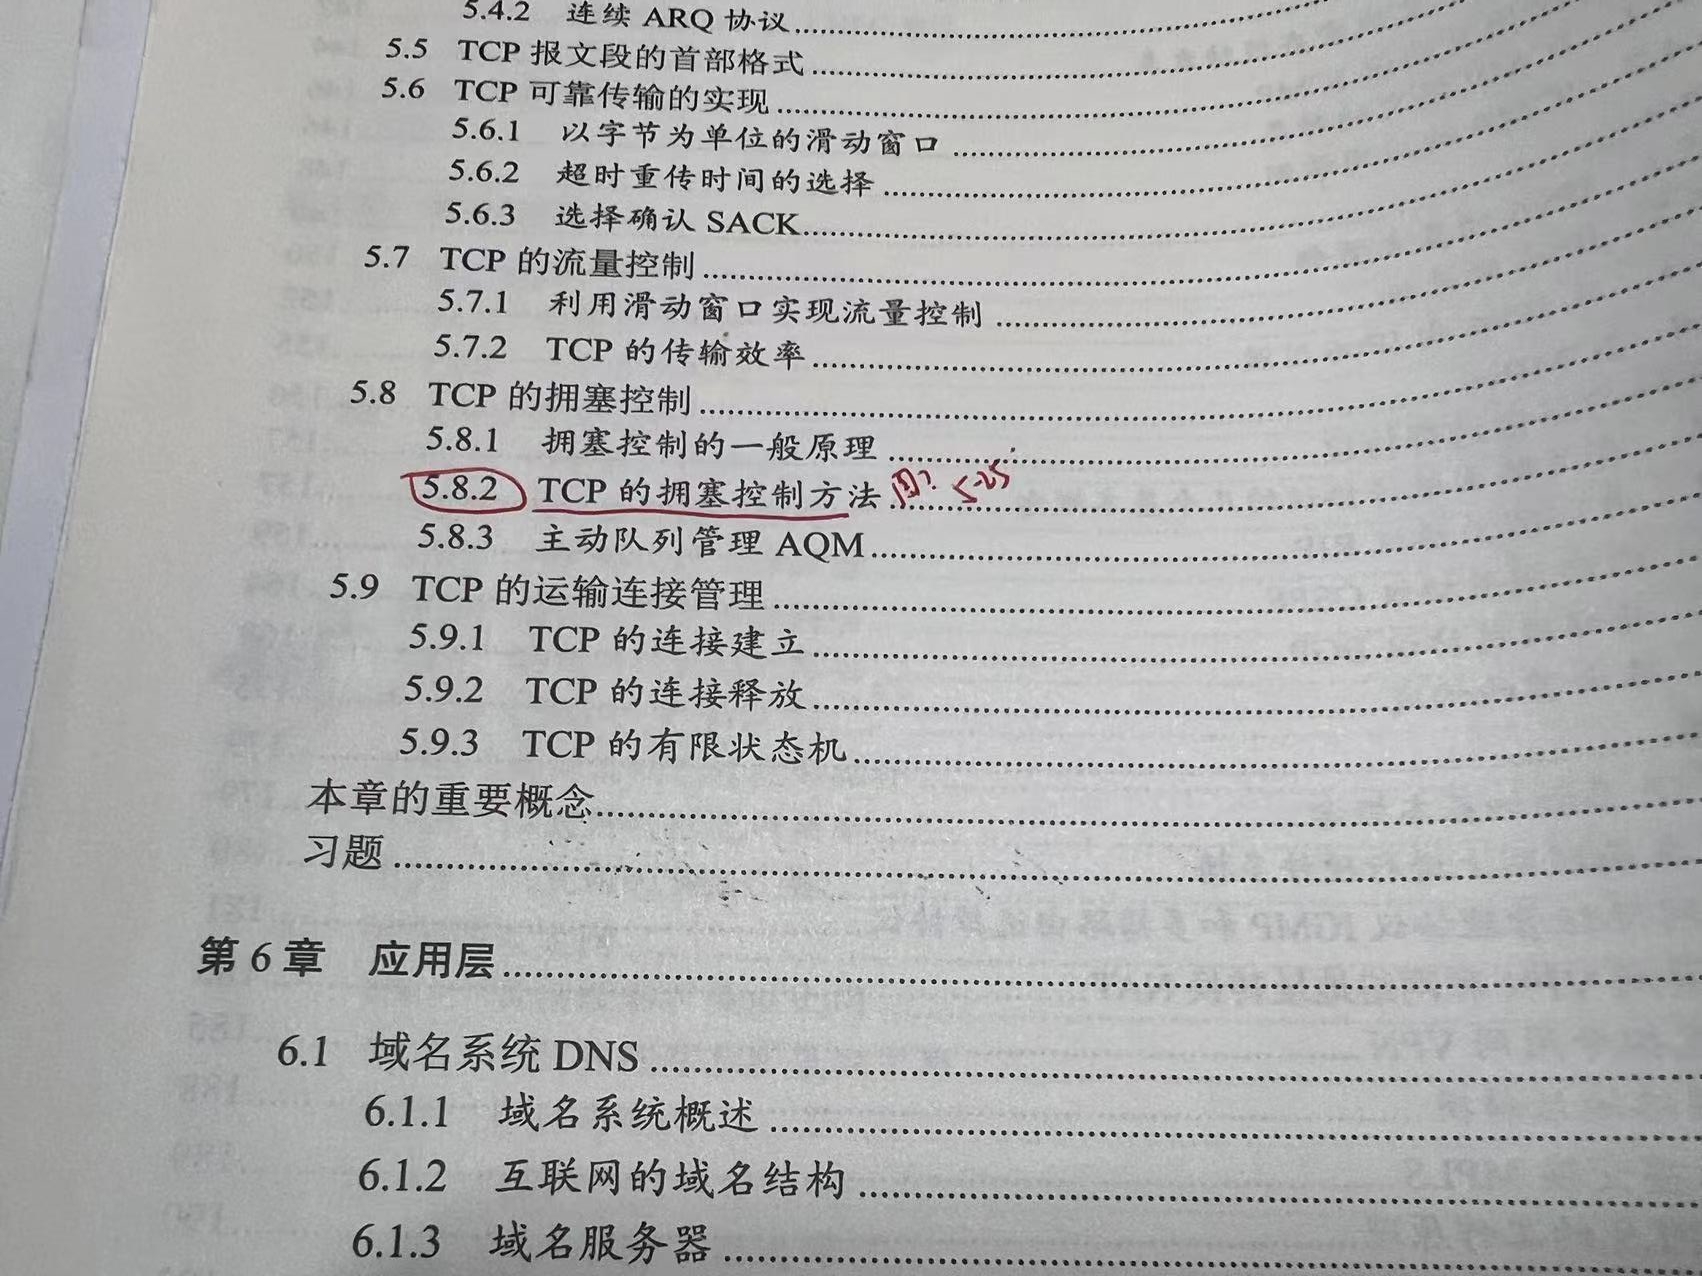 5.4.2 连续 ARQ 协议
5.5 TCP 报文段的首部格式
5.6 TCP 可靠传输的实现
5.6.1 以字节为单位的滑动窗口
5.6.2 超时重传时间的选择
5.6.3 选择确认 SACK
5.7 TCP 的流量控制
5.7.1 利用滑动窗口实现流量控制
5.7.2 TCP 的传输效率
5.8 TCP 的拥塞控制
5.8.1 拥塞控制的一般原理
5.8.2 TCP 的拥塞控制方法 图? 5-25
5.8.3 主动队列管理 AQM
5.9 TCP 的运输连接管理
5.9.1 TCP 的连接建立
5.9.2 TCP 的连接释放
5.9.3 TCP 的有限状态机
本章的重要概念
习题
第 6 章 应用层
6.1 域名系统 DNS
6.1.1 域名系统概述
6.1.2 互联网的域名结构
6.1.3 域名服务器